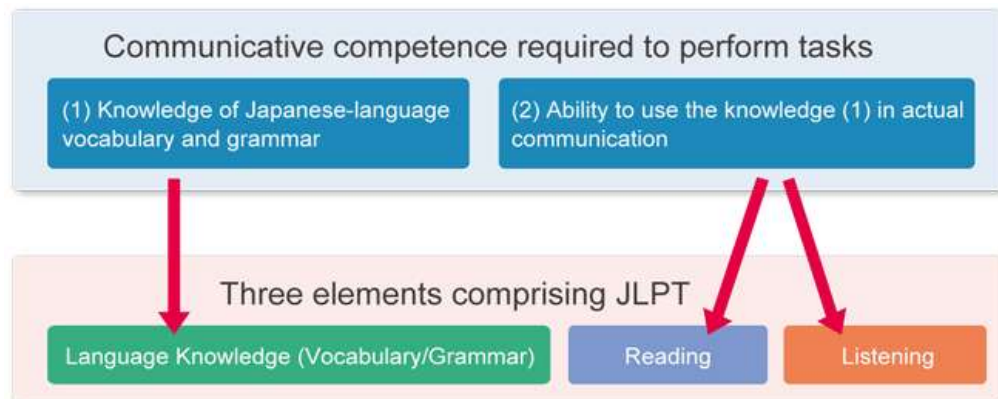 Communicative competence required to perform tasks
(1) Knowledge of Japanese-language
vocabulary and grammar
(2) Ability to use the knowledge (1) in actual
communication
Three elements comprising JLPT
Language Knowledge (Vocabulary/Grammar)
Reading
Listening